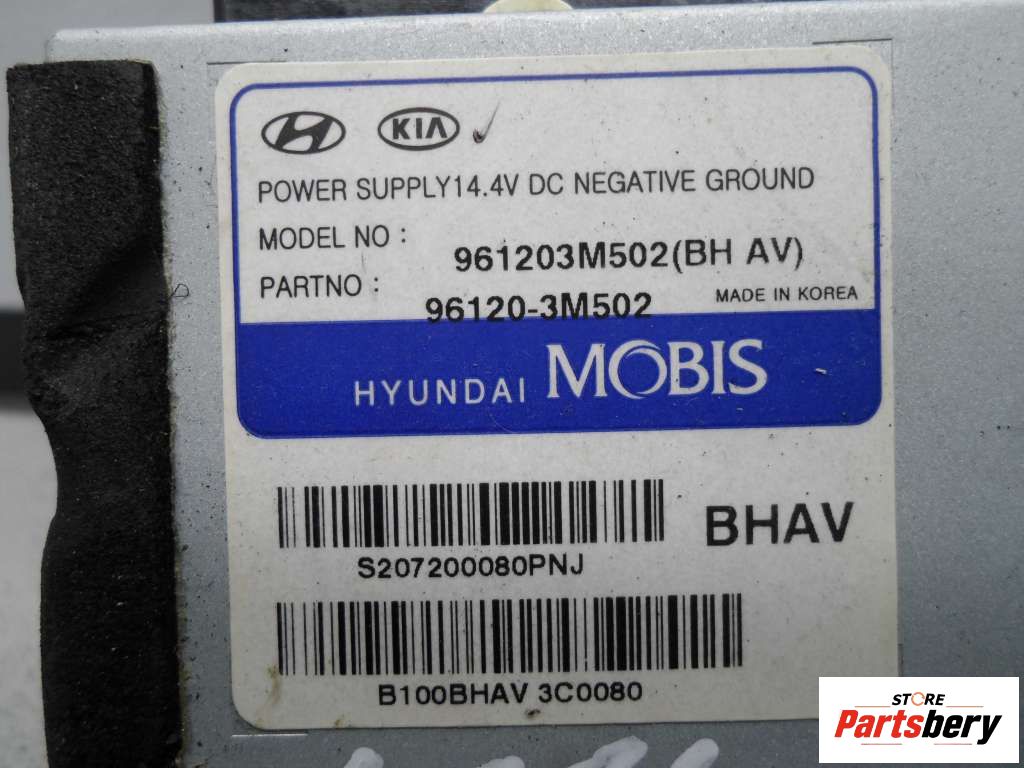 KIA
POWER SUPPLY14.4V DC NEGATIVE GROUND
MODEL NO :
961203M502(BH AV)
PARTNO :
96120-3M502
MADE IN KOREA
HYUNDAI MOBIS
BHAV
S207200080PNJ
B100BHAV 3C0080
STORE
Partsbery